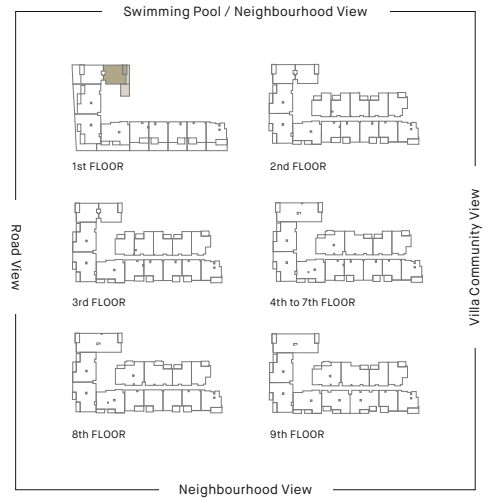 Swimming Pool / Neighbourhood View
1st FLOOR
2nd FLOOR
Road View
Villa Community View
3rd FLOOR
4th to 7th FLOOR
8th FLOOR
9th FLOOR
Neighbourhood View